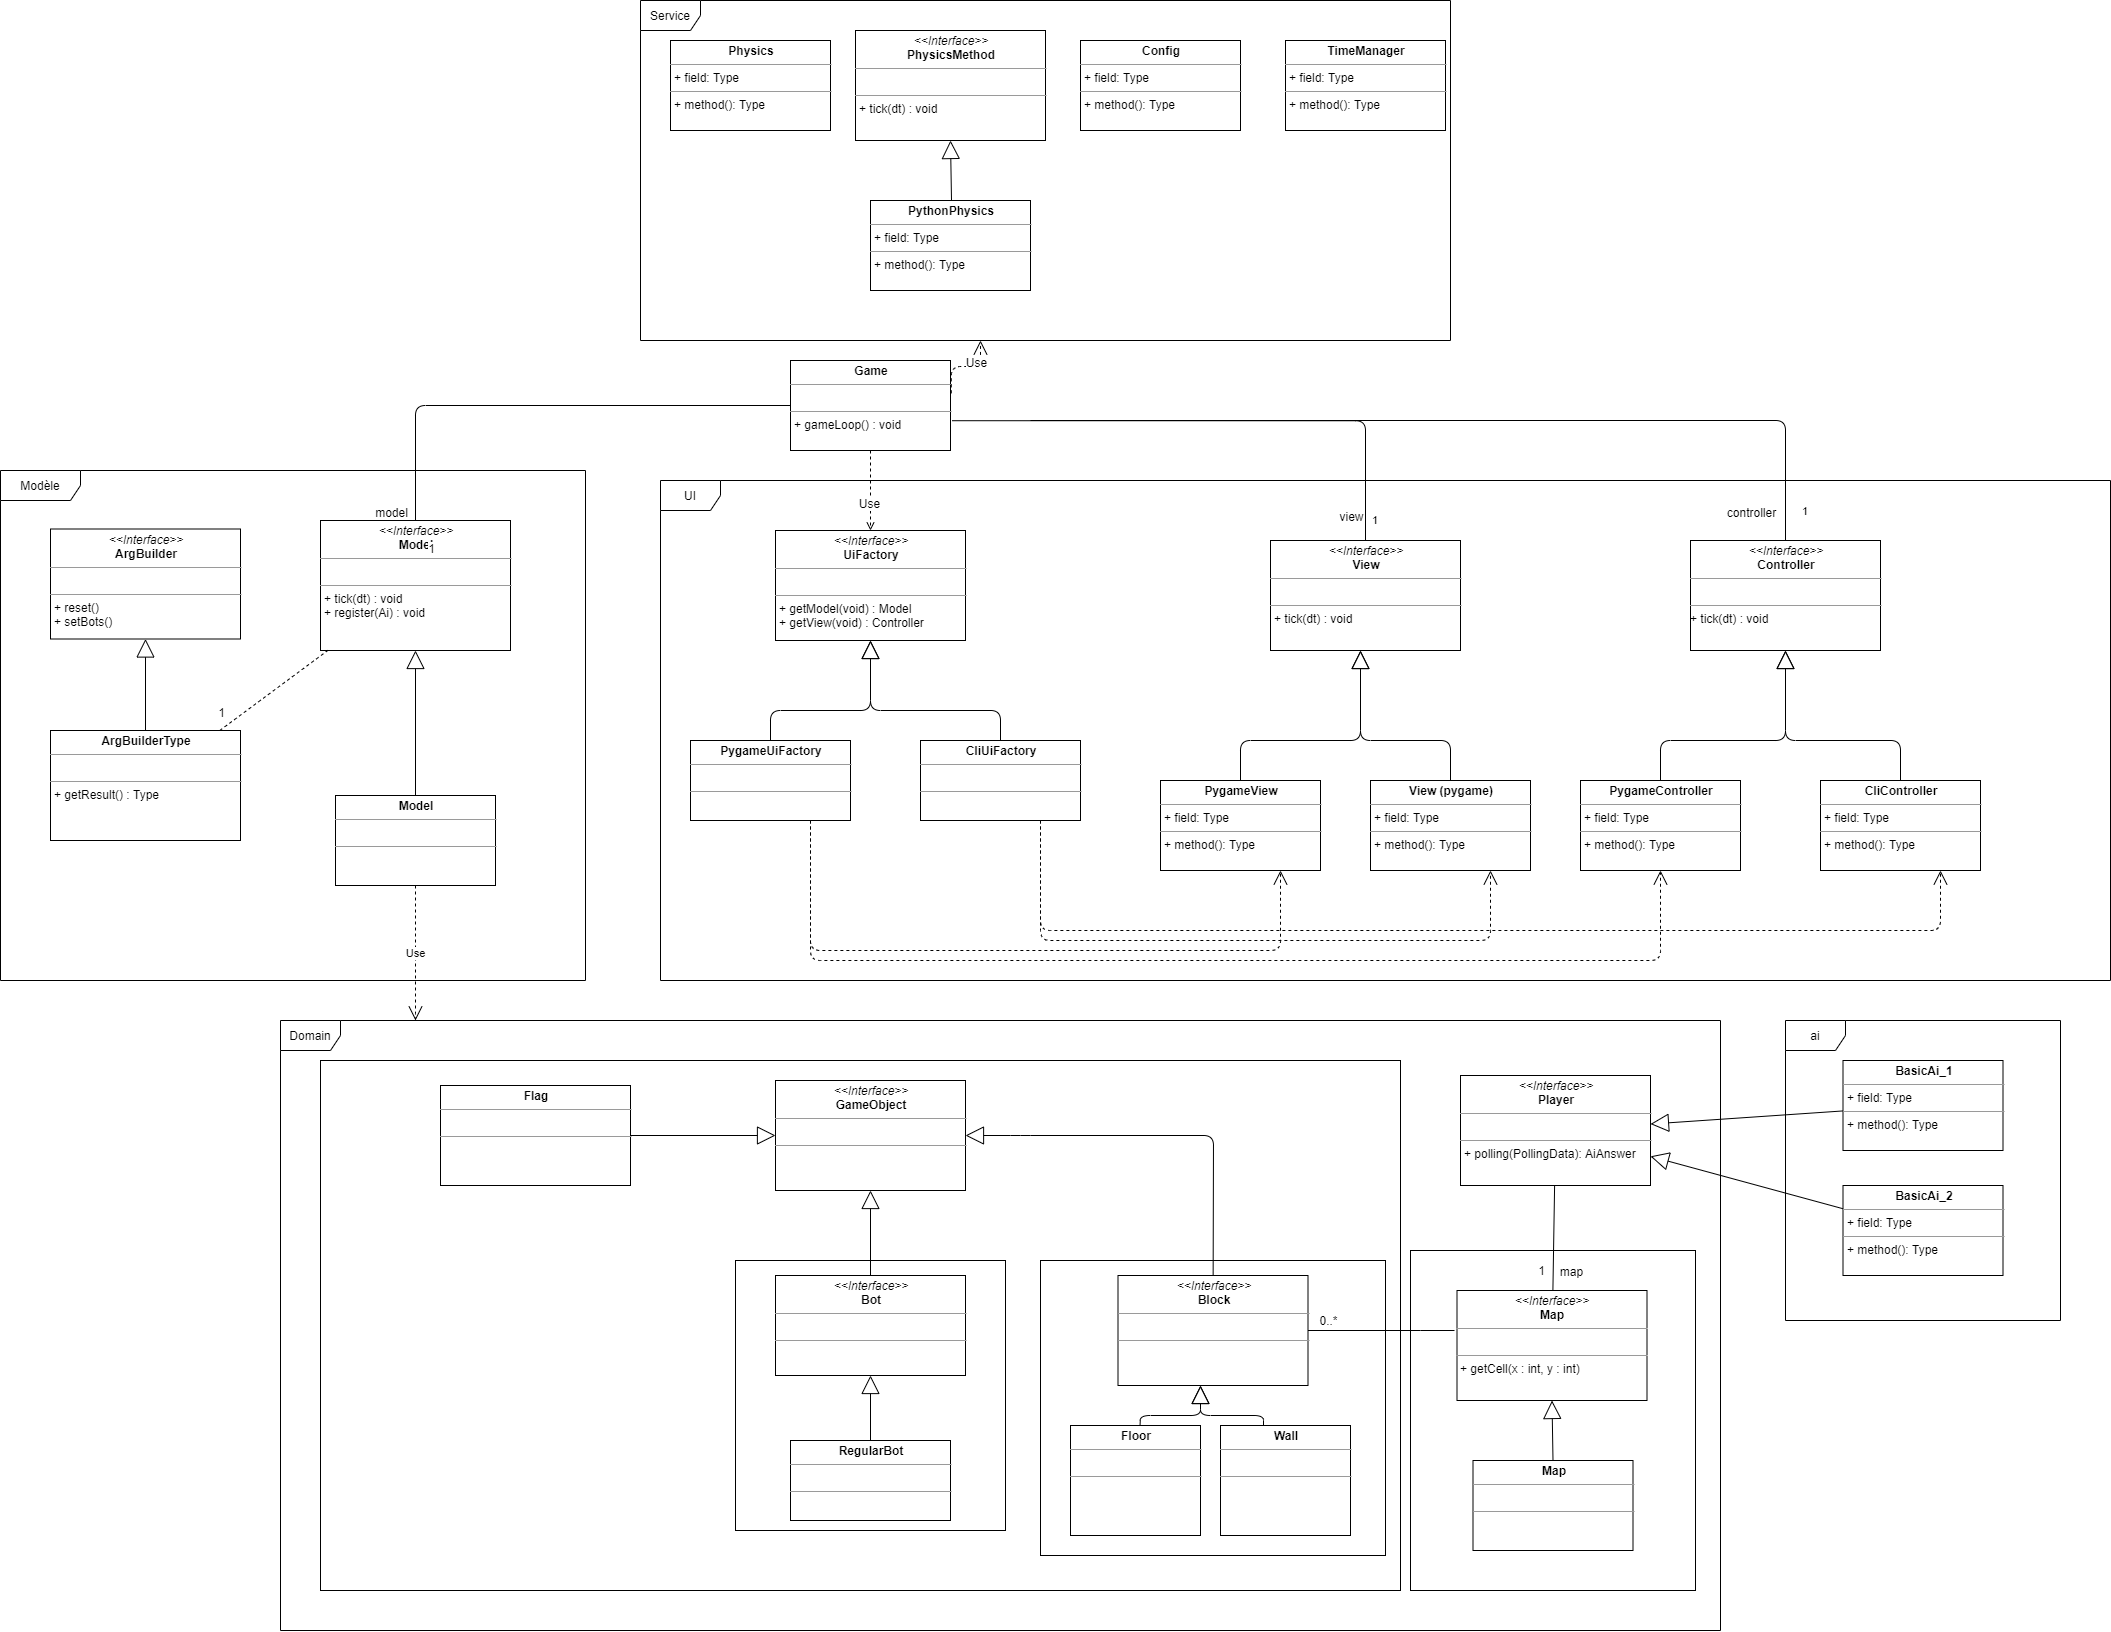 Service
Physics
+ field: Type
+ method(): Type
<<Interface>>
PhysicsMethod
+ tick(dt) : void
Config
+ field: Type
+ method(): Type
TimeManager
+ field: Type
+ method(): Type
PythonPhysics
+ field: Type
+ method(): Type
Use
Game
+ gameLoop() : void
Modèle
model
<<Interface>>
ArgBuilder
+ reset()
+ setBots()
<<Interface>>
Mode
1
+ tick(dt) : void
+ register(Ai) : void
1
ArgBuilderType
+ getResult() : Type
Model
Use
UI
Use
<<Interface>>
UiFactory
+ getModel(void) : Model
+ getView(void) : Controller
view
1
<<Interface>>
View
+ tick(dt) : void
controller
1
<<Interface>>
Controller
+ tick(dt) : void
PygameUiFactory
CliUiFactory
PygameView
+ field: Type
+ method(): Type
View (pygame)
+ field: Type
+ method(): Type
PygameController
+ field: Type
+ method(): Type
CliController
+ field: Type
+ method(): Type
Domain
Flag
<<Interface>>
GameObject
<<Interface>>
Player
+ polling(PollingData): AiAnswer
<<Interface>>
Bot
RegularBot
<<Interface>>
Block
0..*
Floor
Wall
1 map
<<Interface>>
Map
+ getCell(x : int, y : int)
Map
ai
BasicAi_1
+ field: Type
+ method(): Type
BasicAi_2
+ field: Type
+ method(): Type